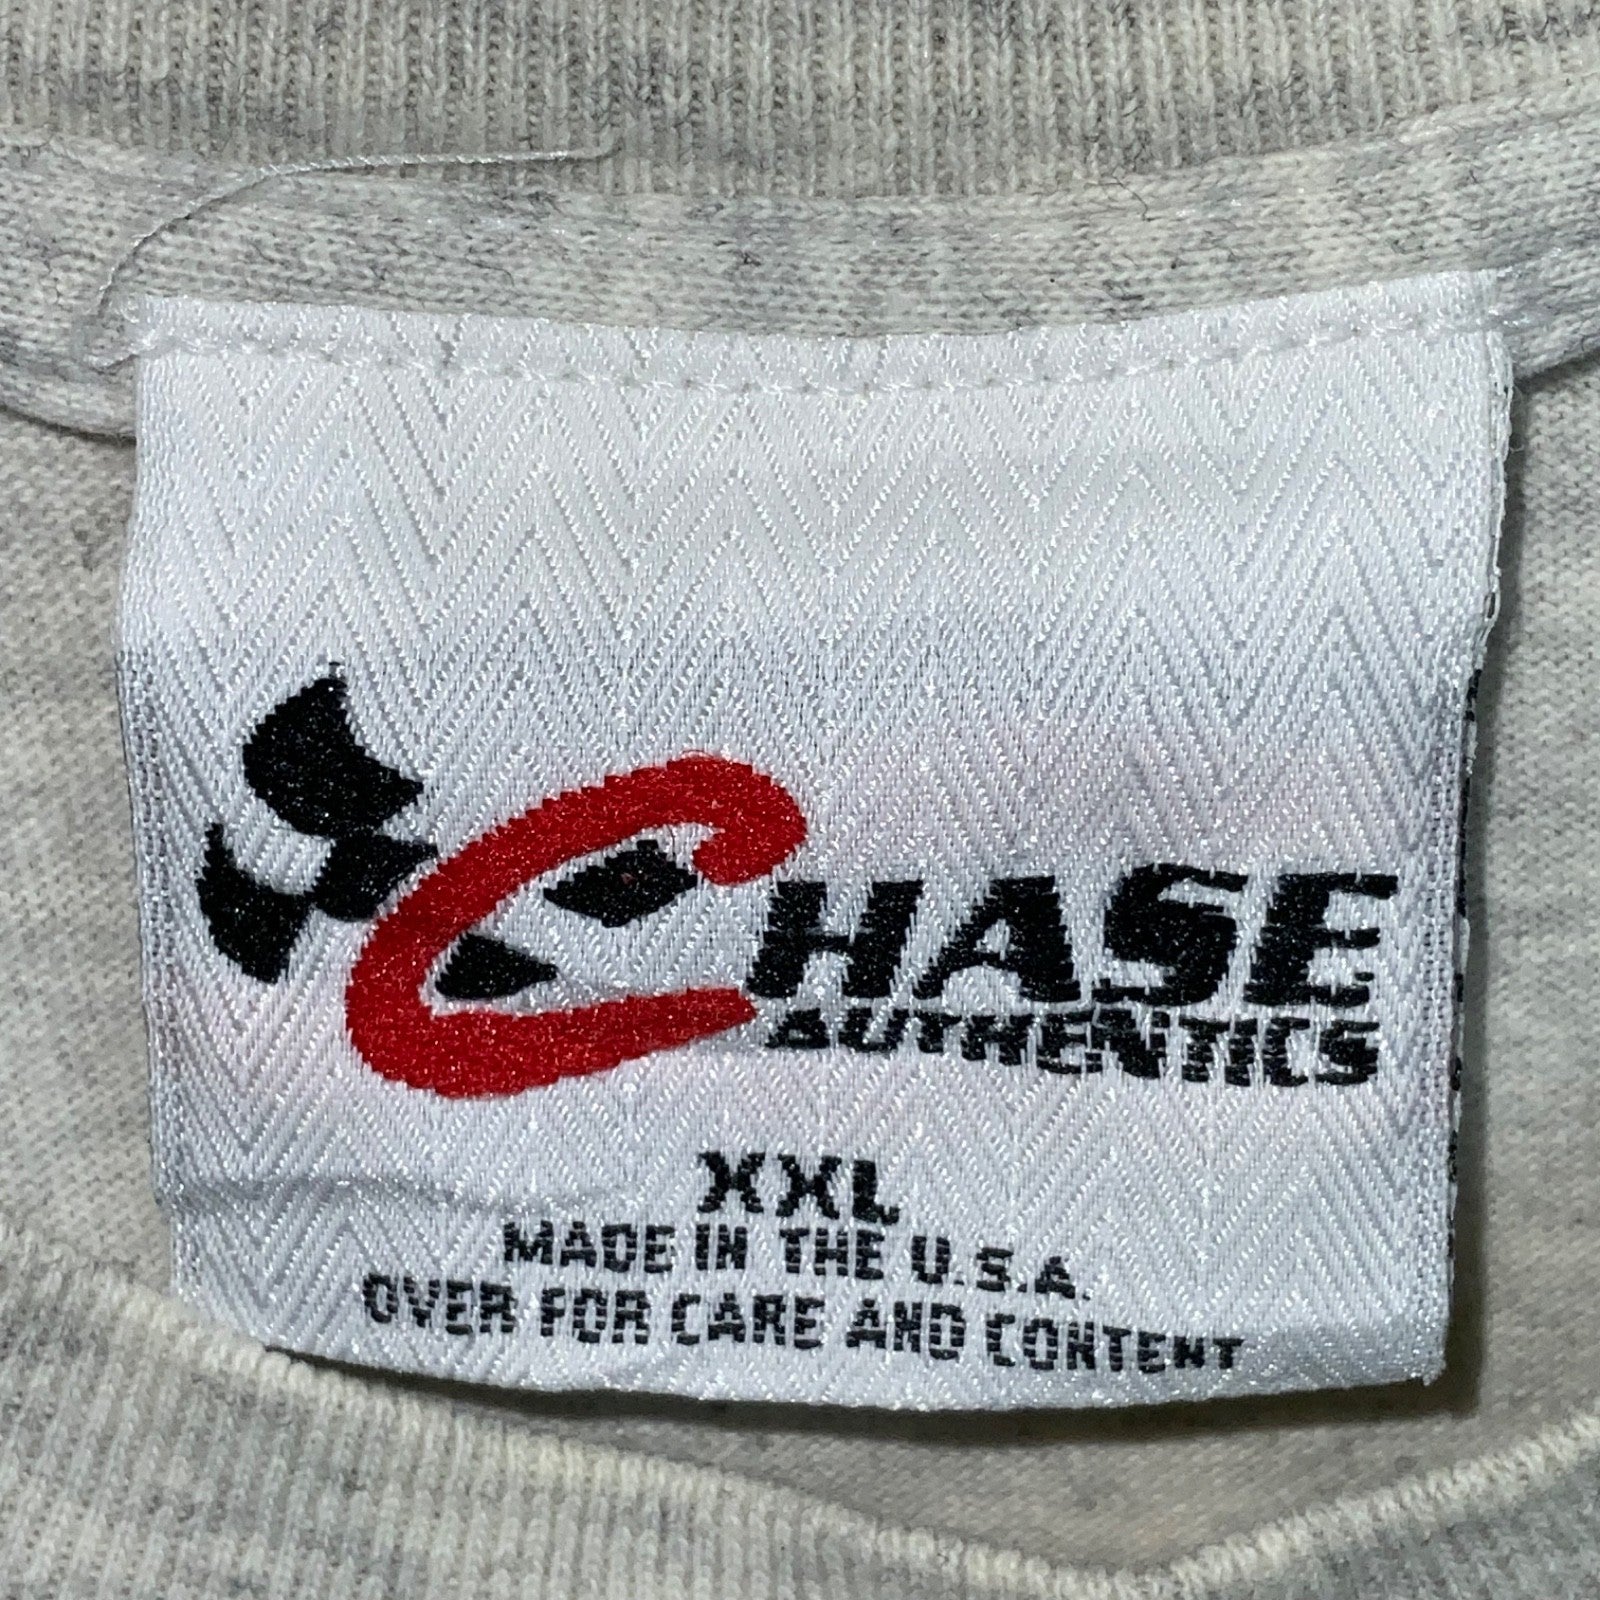 CHASE
AUTHENTICS
XXL
MADE IN THE U.S.A.
OVER FOR CARE AND CONTENT